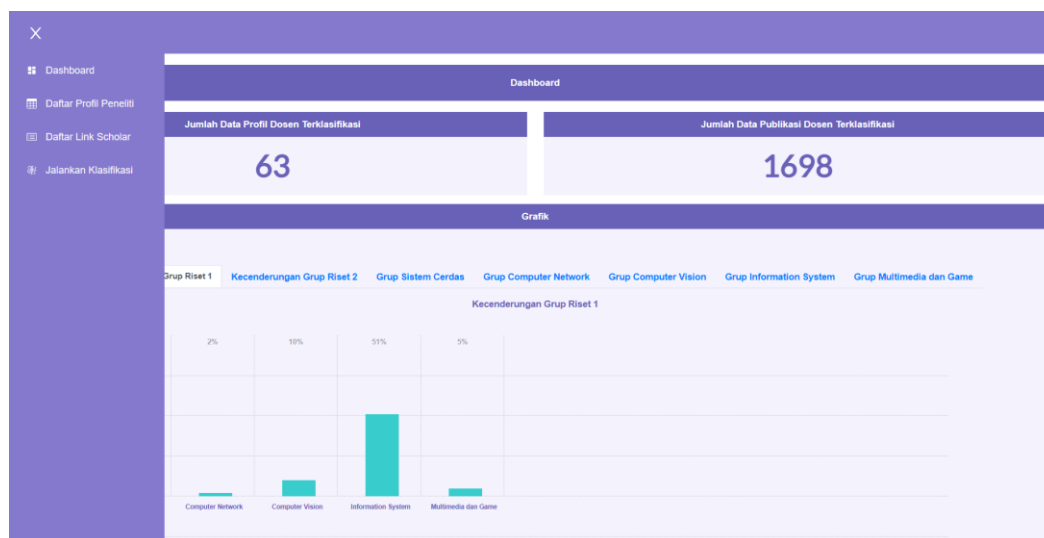 X
Dashboard
Daftar Profil Peneliti
Daftar Link Scholar
Jalankan Klasifikasi
Dashboard
Jumlah Data Profil Dosen Terklasifikasi
Jumlah Data Publikasi Dosen Terklasifikasi
63
1698
Grafik
Grup Riset 1 Kecenderungan Grup Riset 2 Grup Sistem Cerdas Grup Computer Network Grup Computer Vision Grup Information System Grup Multimedia dan Game
Kecenderungan Grup Riset 1
2% 10% 51% 5%
Computer Network Computer Vision Information System Multimedia dan Game